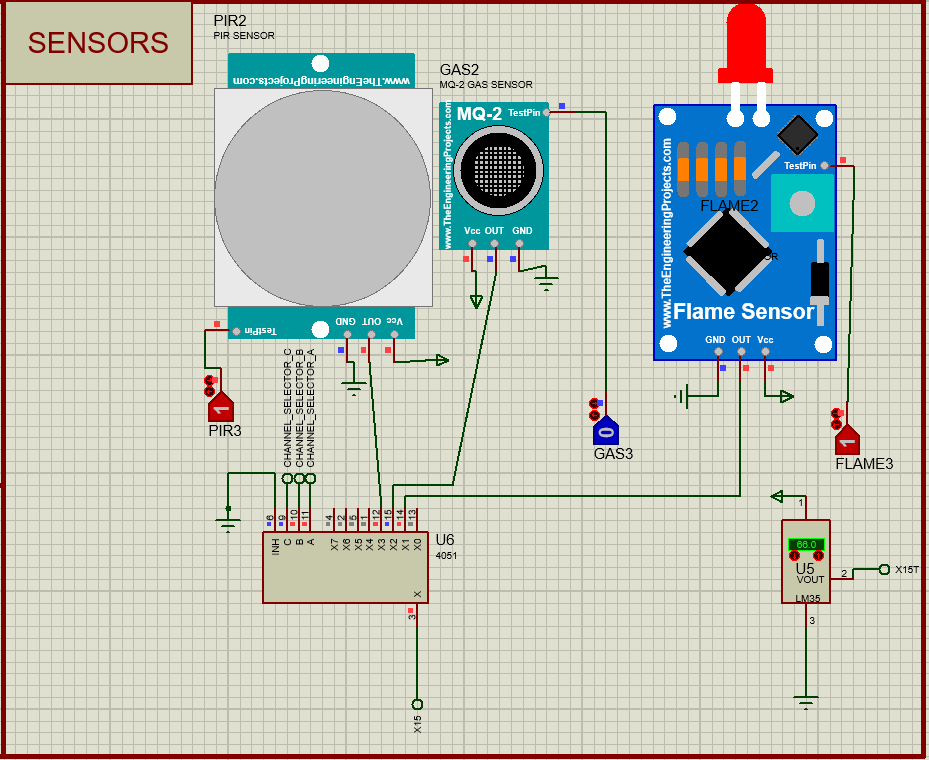 SENSORS
PIR2
PIR SENSOR
www.TheEngineeringProjects.com
TestPin
GND
OUT
Vcc
1
PIR3
GAS2
MQ-2 GAS SENSOR
www.TheEngineeringProjects.com
MQ-2
TestPin
Vcc OUT GND
0
GAS3
www.TheEngineeringProjects.com
TestPin
FLAME2
OR
Flame Sensor
GND OUT Vcc
1
FLAME3
CHANNEL_SELECTOR_C
CHANNEL_SELECTOR_B
CHANNEL_SELECTOR_A
6
9
10
11
4
2
5
1
12
15
14
13
INH
C
B
A
X7
X6
X5
X4
X3
X2
X1
X0
U6
4051
X
3
X15
1
66.0
U5
2
X15T
VOUT
LM35
3